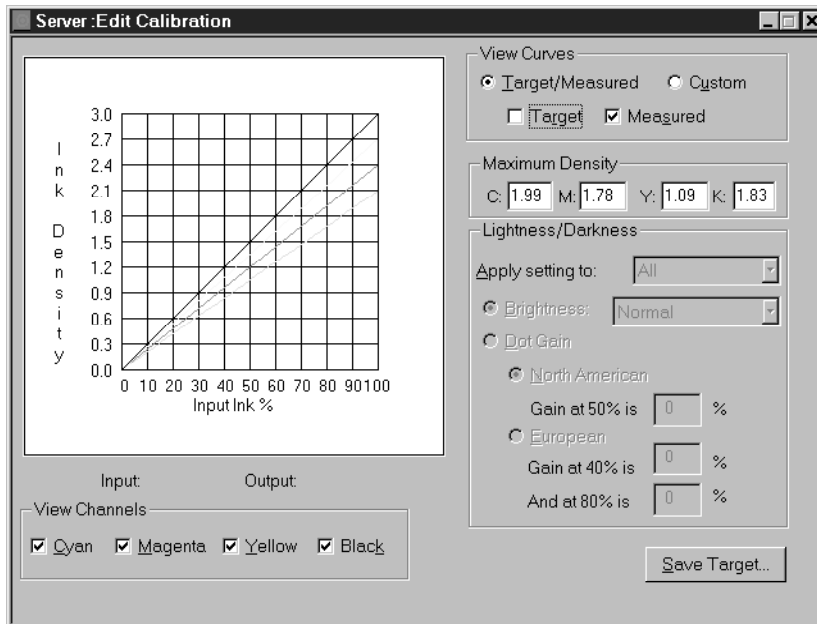 Server :Edit Calibration
Ink Density
3.0
2.7
2.4
2.1
1.8
1.5
1.2
0.9
0.6
0.3
0.0
0 10 20 30 40 50 60 70 80 90 100
Input Ink %
Input: Output:
View Channels
Cyan Magenta Yellow Black
View Curves
Target/Measured Custom
Target Measured
Maximum Density
C: 1.99 M: 1.78 Y: 1.09 K: 1.83
Lightness/Darkness
Apply setting to: All
Brightness: Normal
Dot Gain
North American
Gain at 50% is 0 %
European
Gain at 40% is 0 %
And at 80% is 0 %
Save Target...